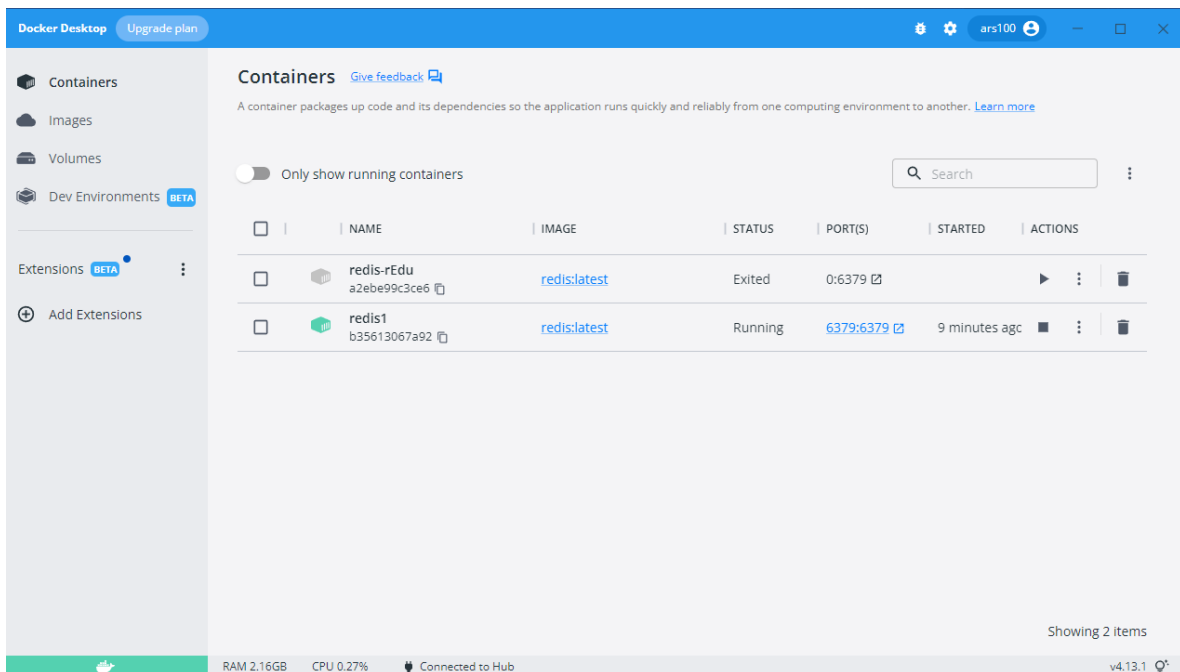 Docker Desktop Upgrade plan ars100
Containers
Images
Volumes
Dev Environments BETA
Extensions BETA
Add Extensions
Containers Give feedback
A container packages up code and its dependencies so the application runs quickly and reliably from one computing environment to another. Learn more
Only show running containers Search
NAME IMAGE STATUS PORT(S) STARTED ACTIONS
redis-rEdu redis:latest Exited 0:6379
a2ebe99c3ce6
redis1 redis:latest Running 6379:6379 9 minutes agc
b35613067a92
Showing 2 items
RAM 2.16GB CPU 0.27% Connected to Hub v4.13.1